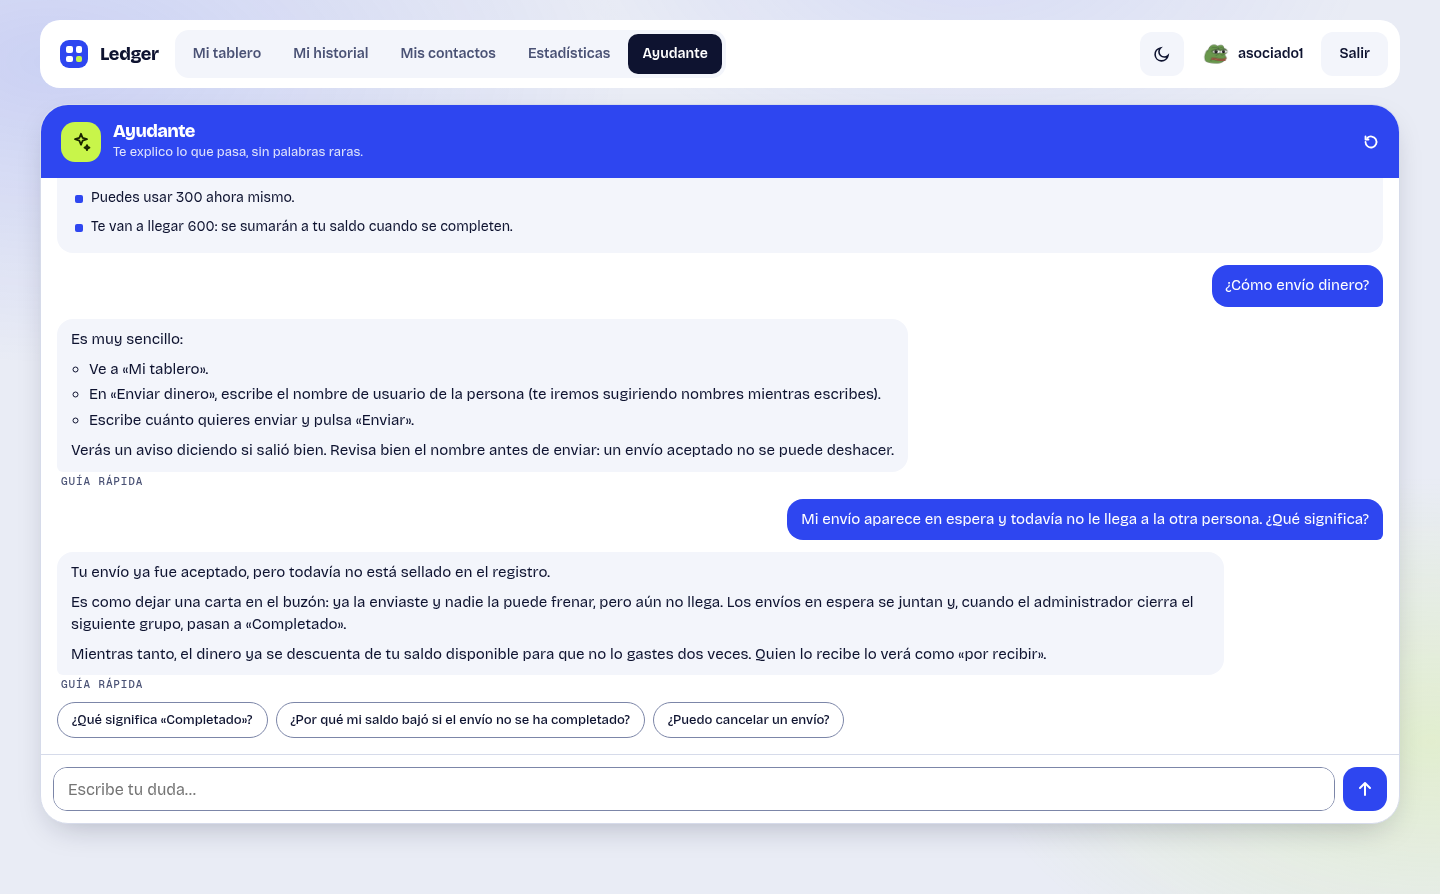 Ledger
Mi tablero
Mi historial
Mis contactos
Estadísticas
Ayudante
asociado1
Salir
Ayudante
Te explico lo que pasa, sin palabras raras.
Puedes usar 300 ahora mismo.
Te van a llegar 600: se sumarán a tu saldo cuando se completen.
¿Cómo envío dinero?
Es muy sencillo:
Ve a «Mi tablero».
En «Enviar dinero», escribe el nombre de usuario de la persona (te iremos sugiriendo nombres mientras escribes).
Escribe cuánto quieres enviar y pulsa «Enviar».
Verás un aviso diciendo si salió bien. Revisa bien el nombre antes de enviar: un envío aceptado no se puede deshacer.
GUÍA RÁPIDA
Mi envío aparece en espera y todavía no le llega a la otra persona. ¿Qué significa?
Tu envío ya fue aceptado, pero todavía no está sellado en el registro.
Es como dejar una carta en el buzón: ya la enviaste y nadie la puede frenar, pero aún no llega. Los envíos en espera se juntan y, cuando el administrador cierra el
siguiente grupo, pasan a «Completado».
Mientras tanto, el dinero ya se descuenta de tu saldo disponible para que no lo gastes dos veces. Quien lo recibe lo verá como «por recibir».
GUÍA RÁPIDA
¿Qué significa «Completado»?
¿Por qué mi saldo bajó si el envío no se ha completado?
¿Puedo cancelar un envío?
Escribe tu duda...